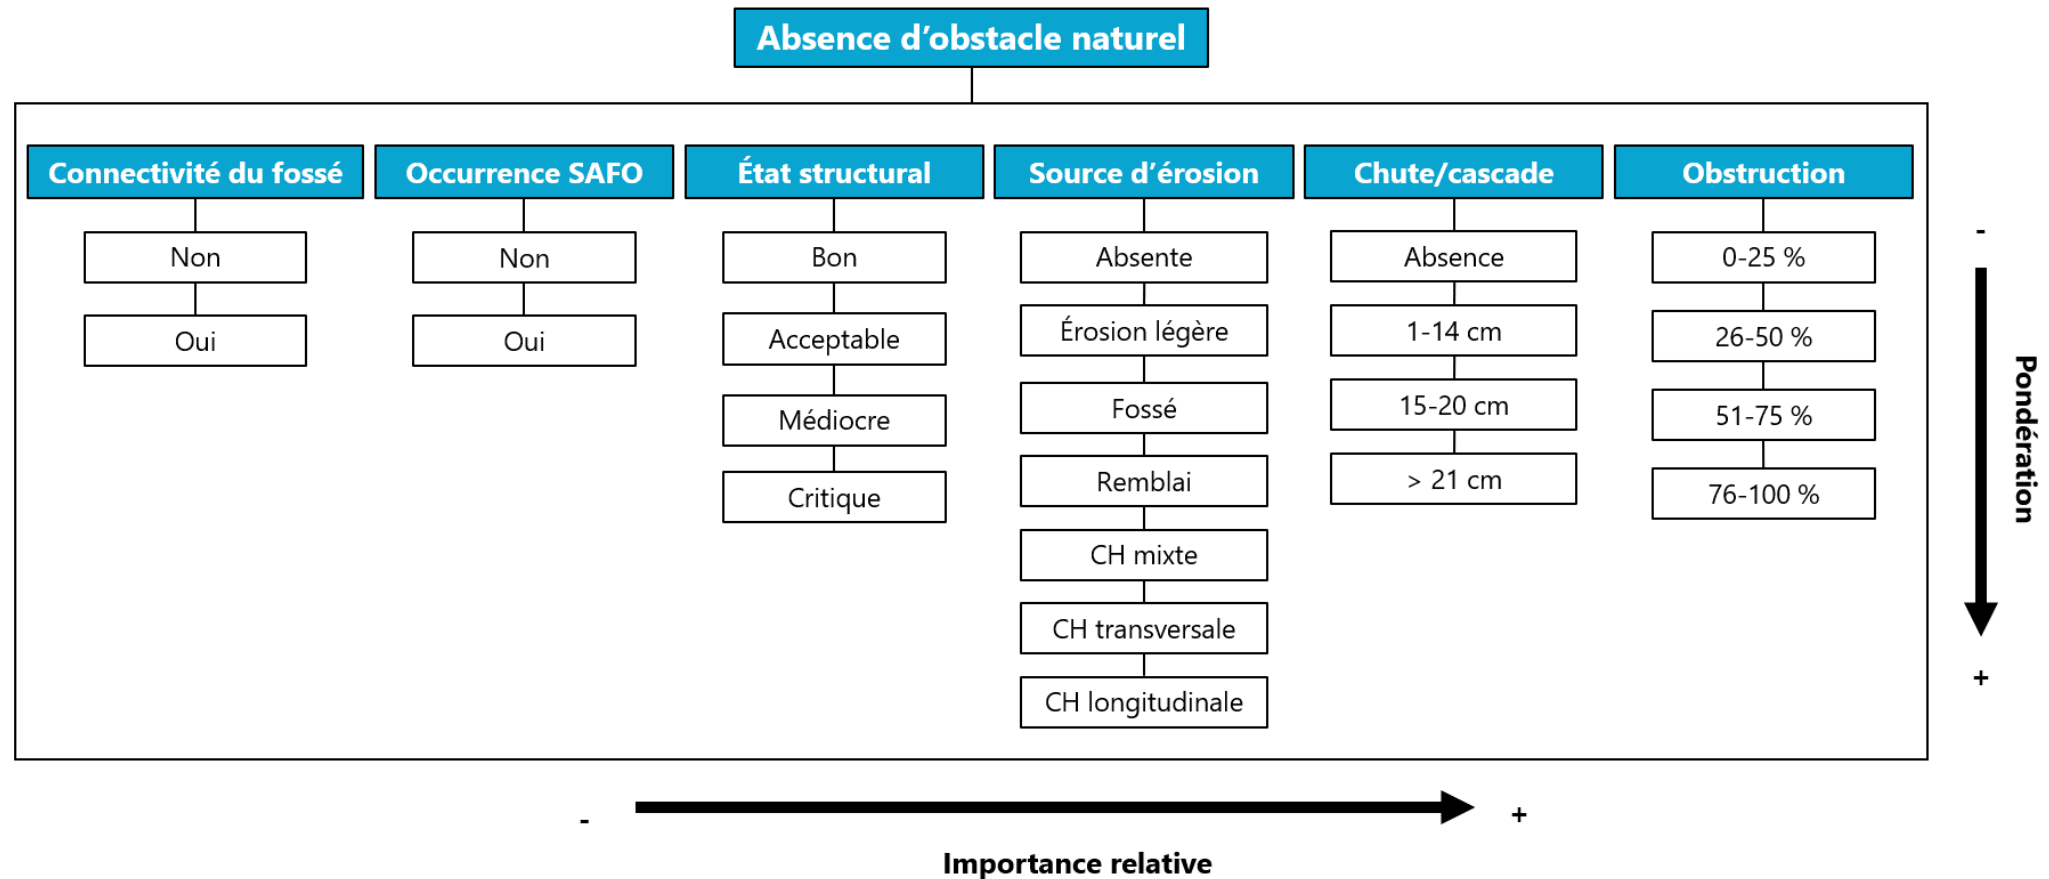 Absence d’obstacle naturel
Connectivité du fossé
Non
Oui
Occurrence SAFO
Non
Oui
État structural
Bon
Acceptable
Médiocre
Critique
Source d’érosion
Absente
Érosion légère
Fossé
Remblai
CH mixte
CH transversale
CH longitudinale
Chute/cascade
Absence
1-14 cm
15-20 cm
> 21 cm
Obstruction
0-25 %
26-50 %
51-75 %
76-100 %
-
Pondération
+
-
+
Importance relative